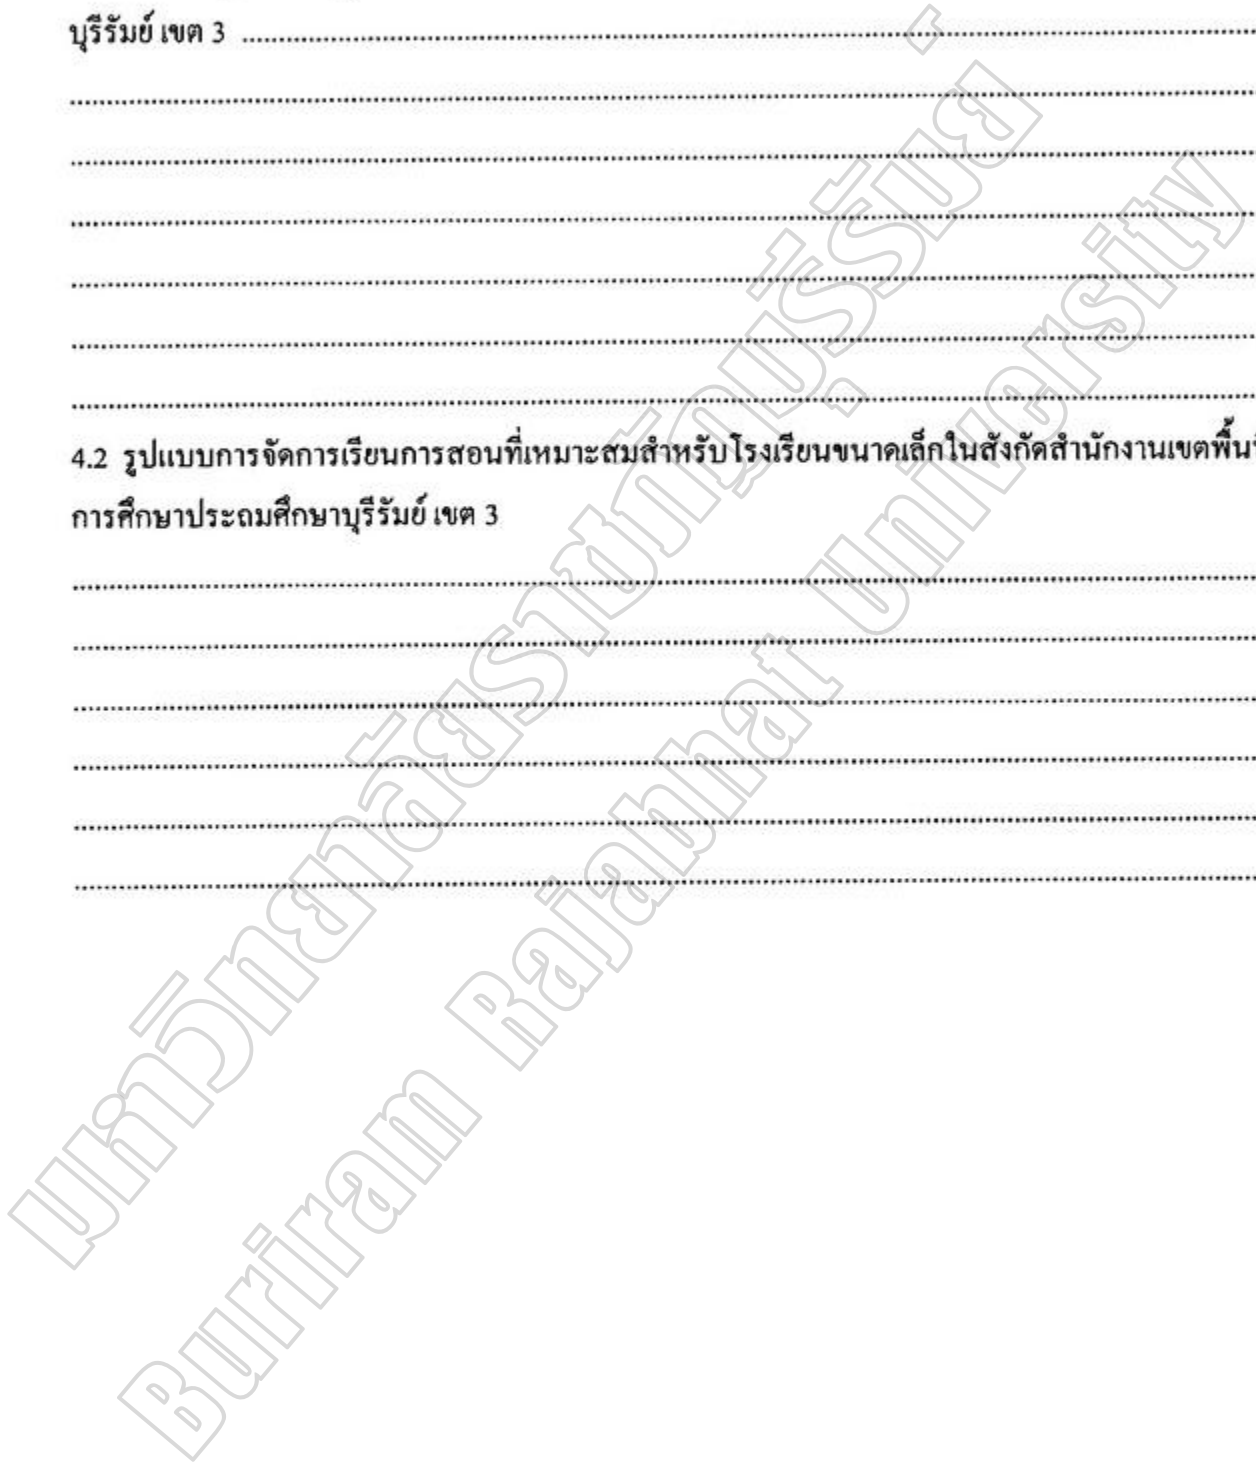 บุรีรัมย์ เขต 3 ........................................................................
........................................................................
........................................................................
........................................................................
........................................................................
........................................................................
........................................................................
4.2 รูปแบบการจัดการเรียนการสอนที่เหมาะสมสำหรับโรงเรียนขนาดเล็กในสังกัดสำนักงานเขต
การศึกษาประถมศึกษาบุรีรัมย์ เขต 3
........................................................................
........................................................................
........................................................................
........................................................................
........................................................................
........................................................................
มหาวิทยาลัยราชภัฏบุรีรัมย์
Buriram Rajabhat University